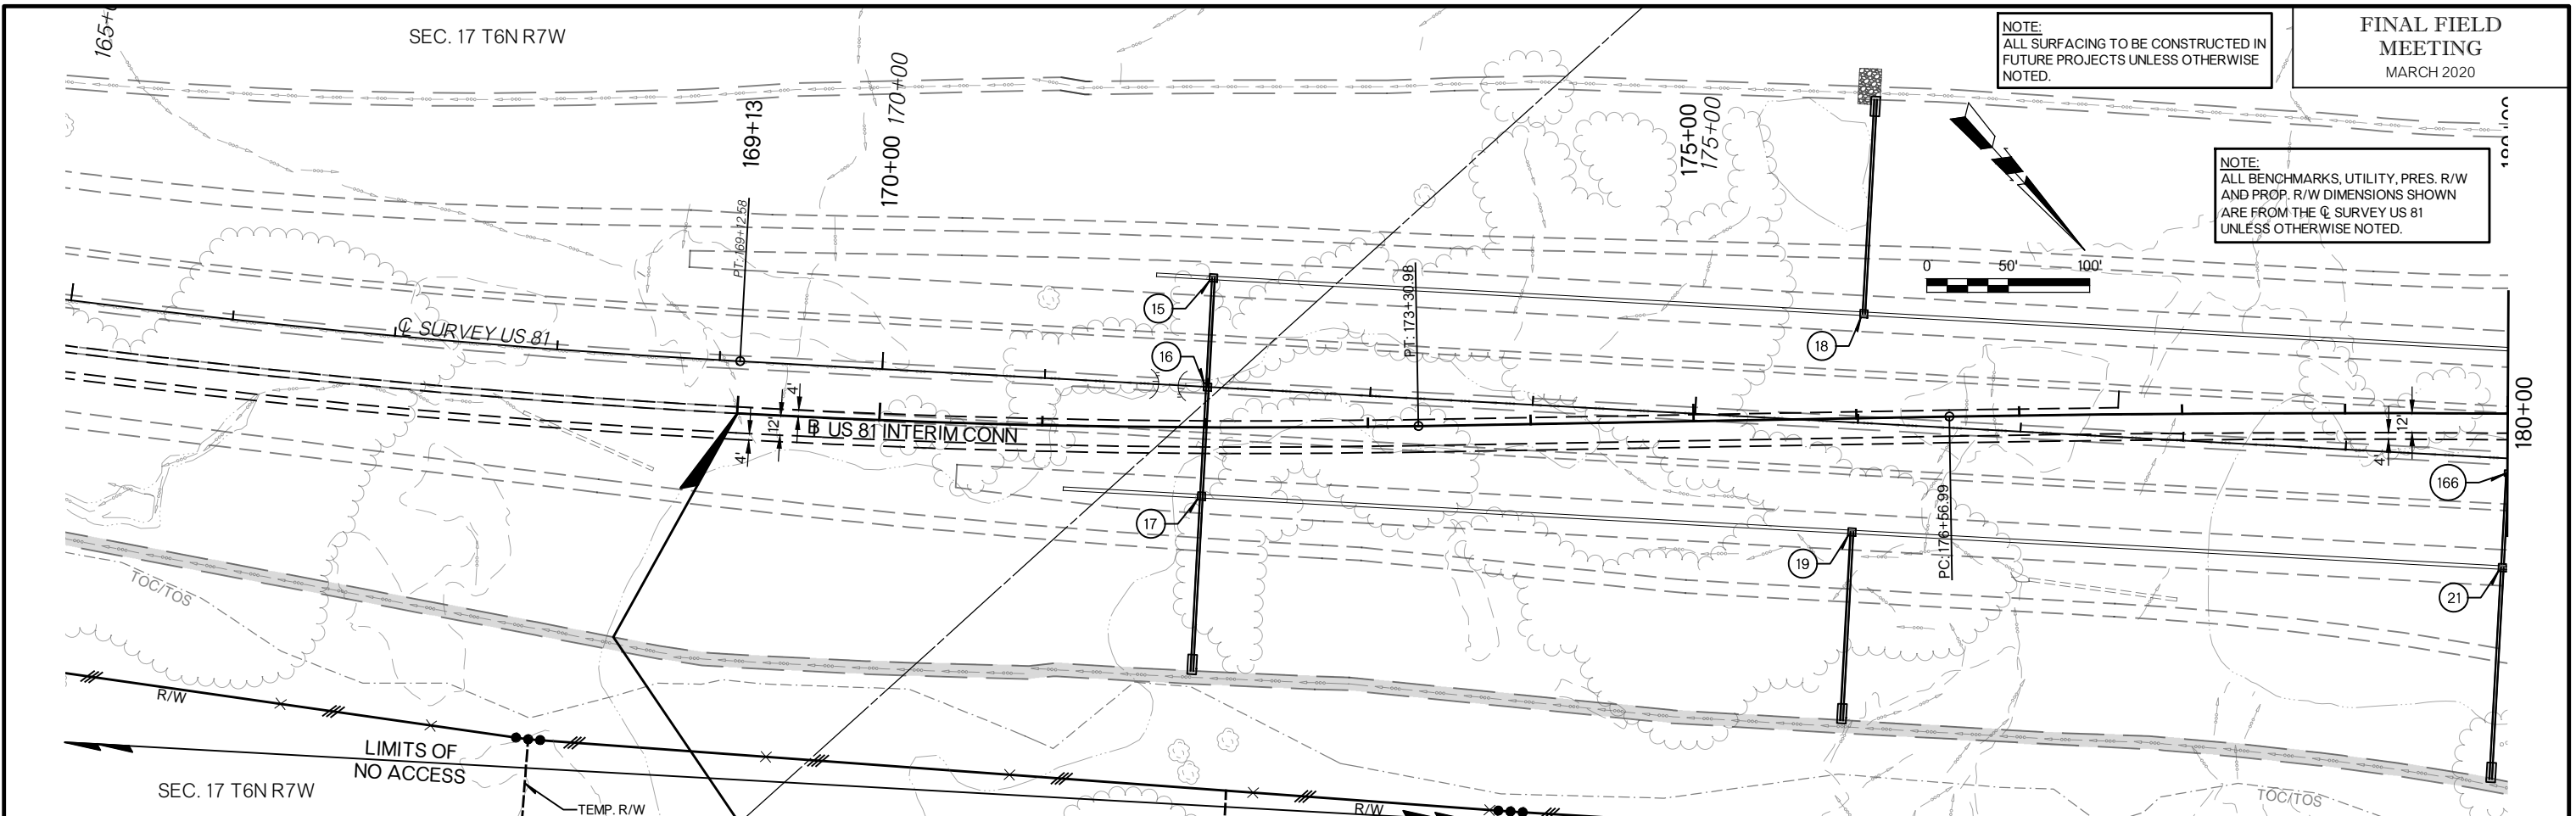 165+0
SEC. 17 T6N R7W
NOTE:
ALL SURFACING TO BE CONSTRUCTED IN
FUTURE PROJECTS UNLESS OTHERWISE
NOTED.
FINAL FIELD
MEETING
MARCH 2020
169+13
170+00 170+00
175+00
175+00
NOTE:
ALL BENCHMARKS, UTILITY, PRES. R/W
AND PROP. R/W DIMENSIONS SHOWN
ARE FROM THE ℄ SURVEY US 81
UNLESS OTHERWISE NOTED.
PT: 169+12.58
0 50' 100'
℄ SURVEY US 81
15
PT: 173+30.98
16
18
4'
12'
4'
US 81 INTERIM CONN
12'
4'
180+00
166
17
PC: 176+56.99
19
21
TOC/TOS
R/W
LIMITS OF
NO ACCESS
SEC. 17 T6N R7W
TEMP. R/W
R/W
TOC/TOS